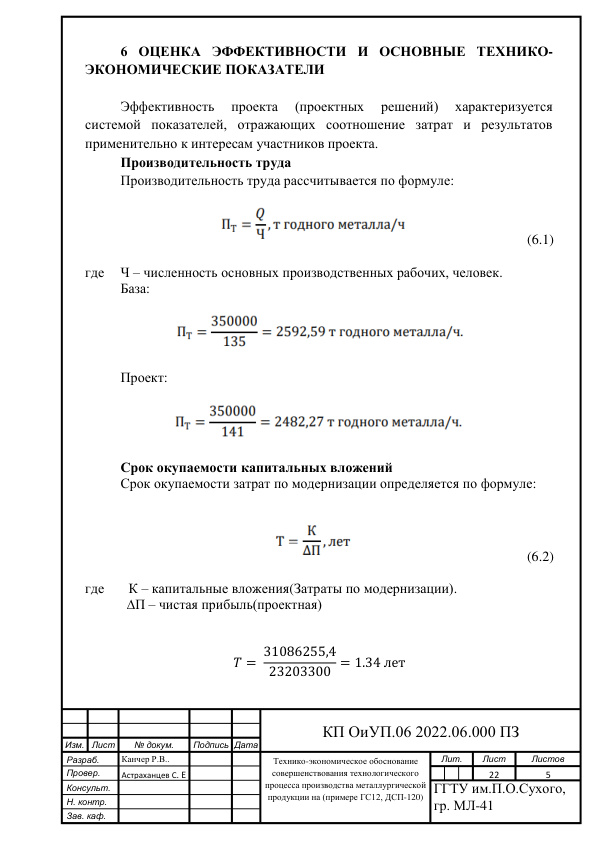 6 ОЦЕНКА ЭФФЕКТИВНОСТИ И ОСНОВНЫЕ ТЕХНИКО-
ЭКОНОМИЧЕСКИЕ ПОКАЗАТЕЛИ
Эффективность проекта (проектных решений) характеризуется
системой показателей, отражающих соотношение затрат и результатов
применительно к интересам участников проекта.
Производительность труда
Производительность труда рассчитывается по формуле:
П_Т = Q/Ч, т годного металла/ч
(6.1)
где Ч – численность основных производственных рабочих, человек.
База:
П_Т = 350000/135 = 2592,59 т годного металла/ч.
Проект:
П_Т = 350000/141 = 2482,27 т годного металла/ч.
Срок окупаемости капитальных вложений
Срок окупаемости затрат по модернизации определяется по формуле:
Т = К/ΔП, лет
(6.2)
где К – капитальные вложения(Затраты по модернизации).
ΔП – чистая прибыль(проектная)
T = 31086255,4/23203300 = 1.34 лет
КП ОиУП.06 2022.06.000 ПЗ
Изм. Лист № докум. Подпись Дата
Разраб. Канчер Р.В..
Провер. Астраханцев С. Е
Консульт.
Н. контр.
Зав. каф.
Технико-экономическое обоснование
совершенствования технологического
процесса производства металлургической
продукции на (примере ГС12, ДСП-120)
Лит. Лист Листов
22 5
ГГТУ им.П.О.Сухого,
гр. МЛ-41